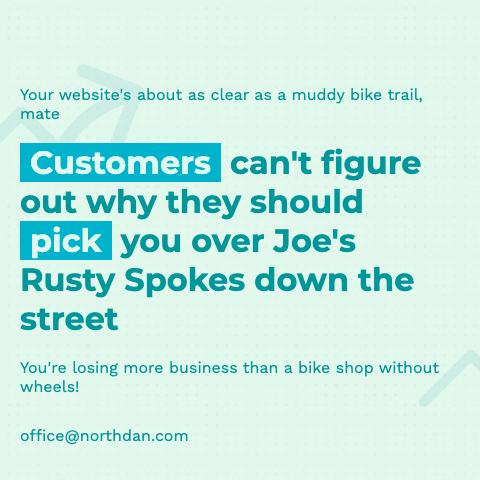 Your website's about as clear as a muddy bike trail,
mate
Customers can't figure
out why they should
pick you over Joe's
Rusty Spokes down the
street
You're losing more business than a bike shop without
wheels!
office@northdan.com